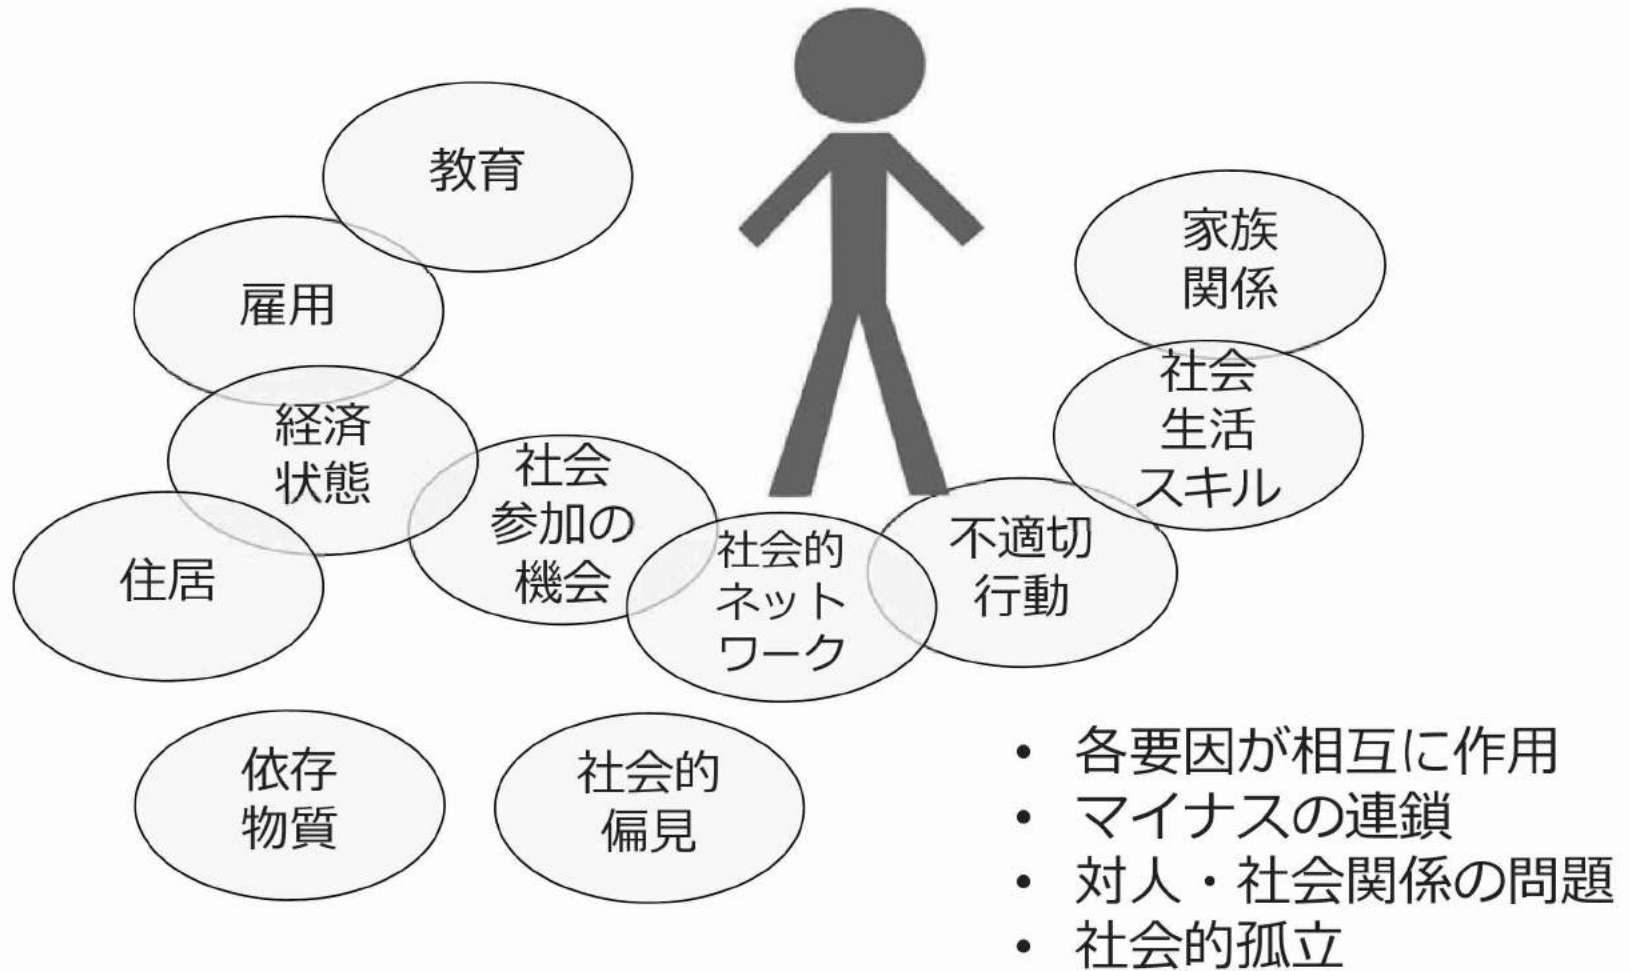 教育
雇用
経済
状態
住居
社会
参加の
機会
社会的
ネット
ワーク
不適切
行動
社会
生活
スキル
家族
関係
依存
物質
社会的
偏見
• 各要因が相互に作用
• マイナスの連鎖
• 対人・社会関係の問題
• 社会的孤立